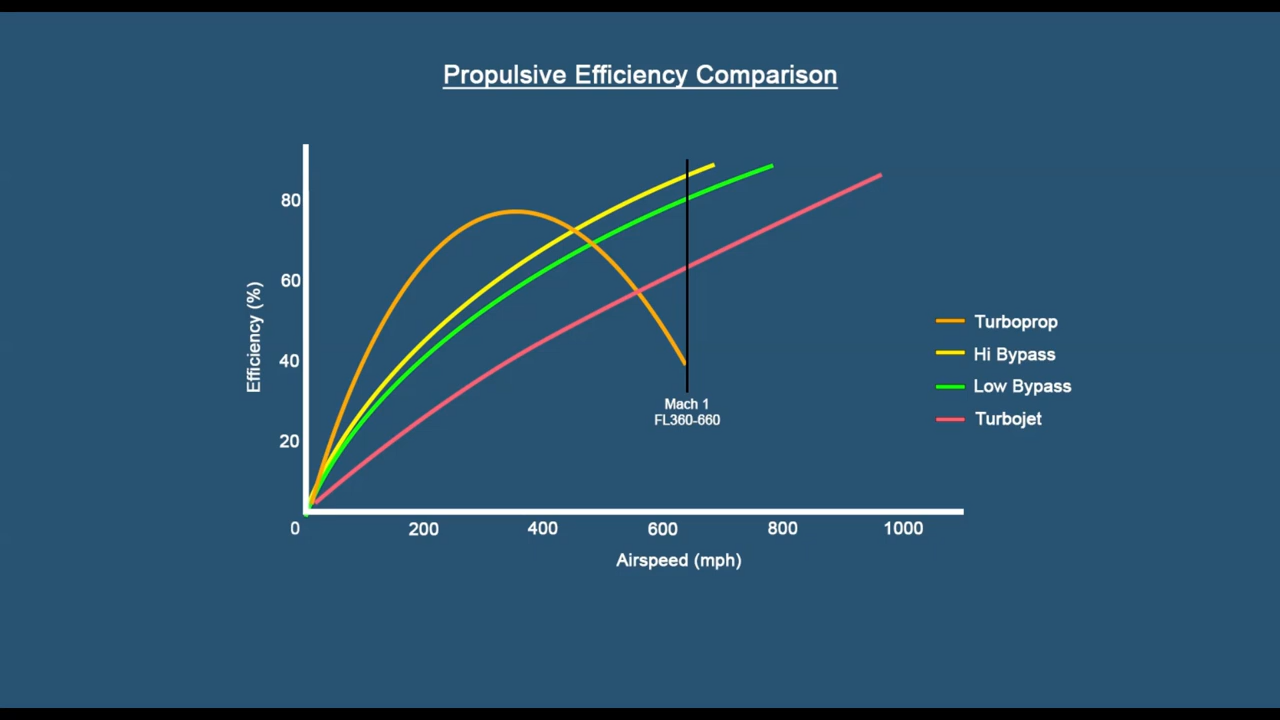 Propulsive Efficiency Comparison
80
60
40
20
Efficiency (%)
0
200
400
600
800
1000
Airspeed (mph)
Mach 1
FL360-660
Turboprop
Hi Bypass
Low Bypass
Turbojet